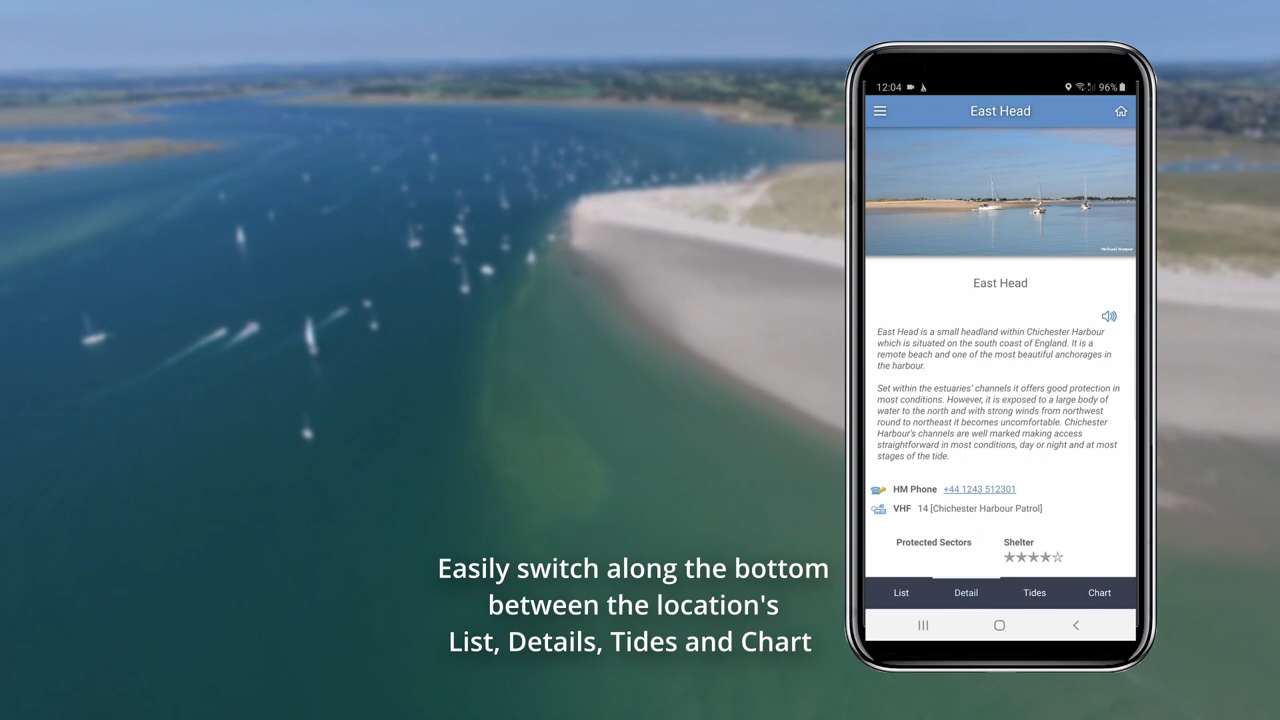 12:04
96%
East Head
Michael Harpur
East Head
East Head is a small headland within Chichester Harbour
which is situated on the south coast of England. It is a
remote beach and one of the most beautiful anchorages in
the harbour.
Set within the estuaries' channels it offers good protection in
most conditions. However, it is exposed to a large body of
water to the north and with strong winds from northwest
round to northeast it becomes uncomfortable. Chichester
Harbour's channels are well marked making access
straightforward in most conditions, day or night and at most
stages of the tide.
HM Phone +44 1243 512301
VHF 14 [Chichester Harbour Patrol]
Protected Sectors Shelter
List Detail Tides Chart
Easily switch along the bottom
between the location's
List, Details, Tides and Chart